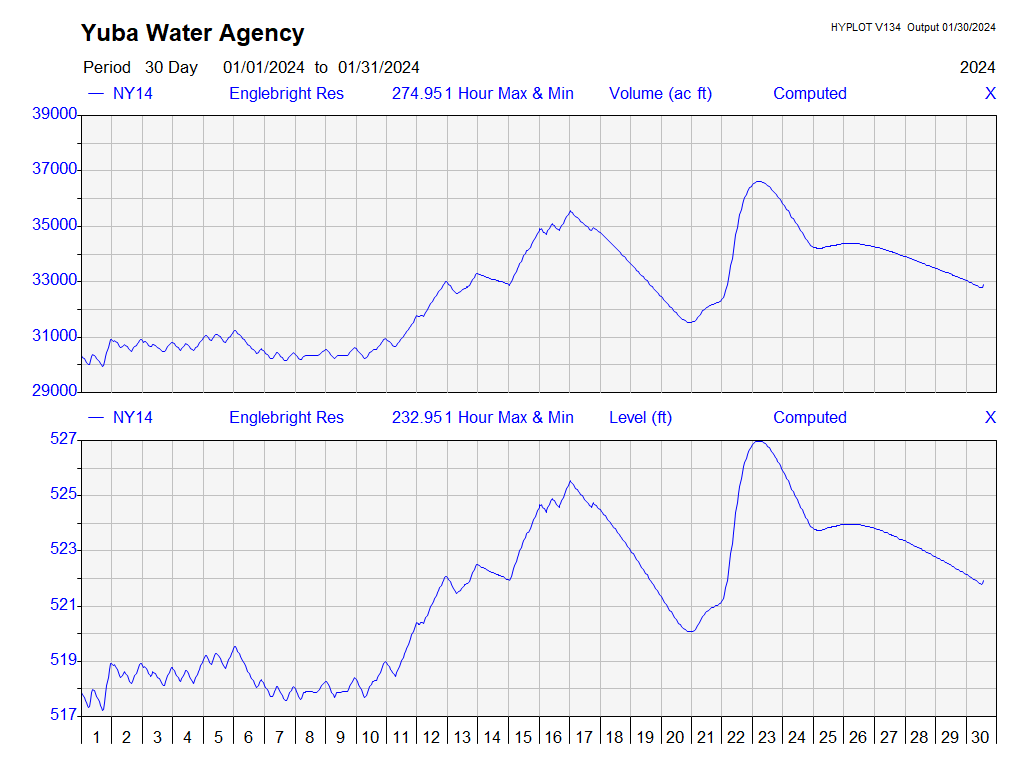 Yuba Water Agency
HYPLOT V134 Output 01/30/2024
Period 30 Day 01/01/2024 to 01/31/2024 2024
NY14 Englebright Res 274.951 Hour Max & Min Volume (ac ft) Computed X
39000
37000
35000
33000
31000
29000
NY14 Englebright Res 232.951 Hour Max & Min Level (ft) Computed X
527
525
523
521
519
517
1 2 3 4 5 6 7 8 9 10 11 12 13 14 15 16 17 18 19 20 21 22 23 24 25 26 27 28 29 30